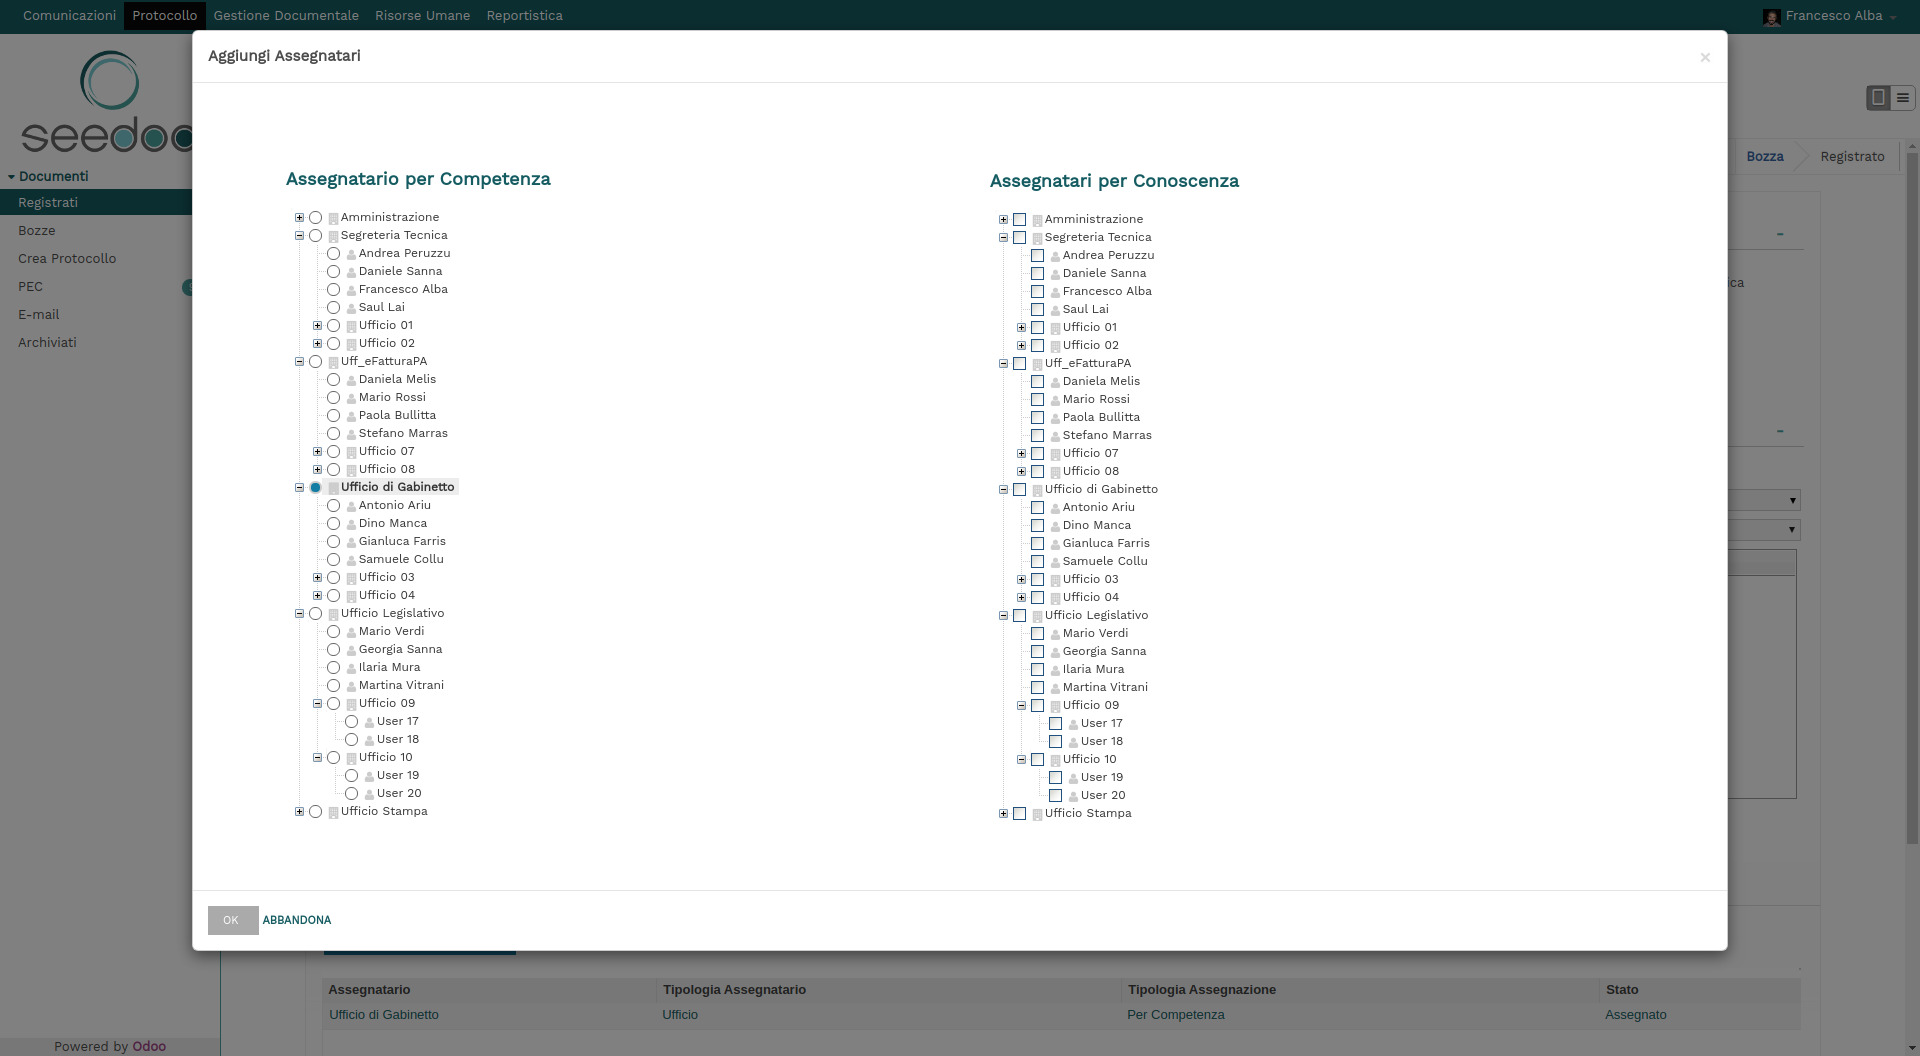 Comunicazioni Protocollo Gestione Documentale Risorse Umane Reportistica Francesco Alba
Aggiungi Assegnatari ×
seedoo
Documenti
Registrati
Bozze
Crea Protocollo
PEC
E-mail
Archiviati
Bozza Registrato
Assegnatario per Competenza
Amministrazione
Segreteria Tecnica
Andrea Peruzzu
Daniele Sanna
Francesco Alba
Saul Lai
Ufficio 01
Ufficio 02
Uff_eFatturaPA
Daniela Melis
Mario Rossi
Paola Bullitta
Stefano Marras
Ufficio 07
Ufficio 08
Ufficio di Gabinetto
Antonio Ariu
Dino Manca
Gianluca Farris
Samuele Collu
Ufficio 03
Ufficio 04
Ufficio Legislativo
Mario Verdi
Georgia Sanna
Ilaria Mura
Martina Vitrani
Ufficio 09
User 17
User 18
Ufficio 10
User 19
User 20
Ufficio Stampa
Assegnatari per Conoscenza
Amministrazione
Segreteria Tecnica
Andrea Peruzzu
Daniele Sanna
Francesco Alba
Saul Lai
Ufficio 01
Ufficio 02
Uff_eFatturaPA
Daniela Melis
Mario Rossi
Paola Bullitta
Stefano Marras
Ufficio 07
Ufficio 08
Ufficio di Gabinetto
Antonio Ariu
Dino Manca
Gianluca Farris
Samuele Collu
Ufficio 03
Ufficio 04
Ufficio Legislativo
Mario Verdi
Georgia Sanna
Ilaria Mura
Martina Vitrani
Ufficio 09
User 17
User 18
Ufficio 10
User 19
User 20
Ufficio Stampa
OK ABBANDONA
Assegnatario Tipologia Assegnatario Tipologia Assegnazione Stato
Ufficio di Gabinetto Ufficio Per Competenza Assegnato
Powered by Odoo